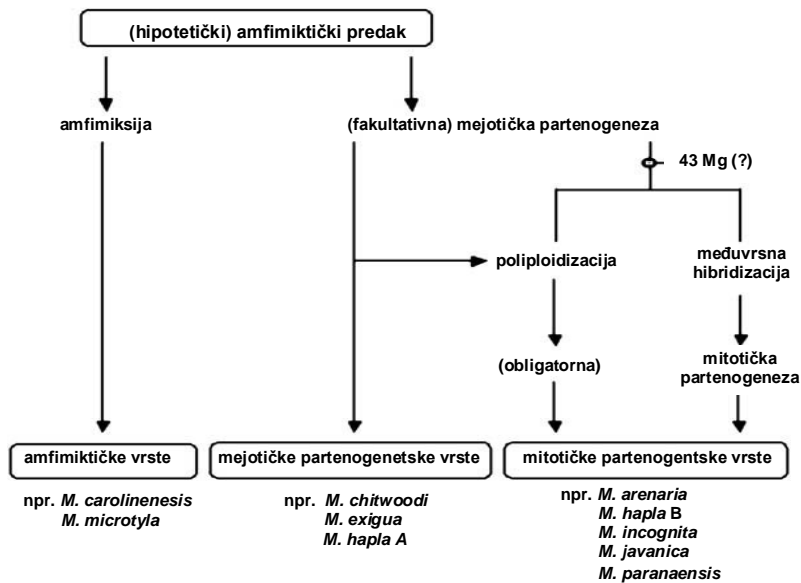 (hipotetički) amfimiktički predak
amfimiksija
(fakultativna) mejotička partenogeneza
43 Mg (?)
poliploidizacija
međuvrsna
hibridizacija
(obligatorna)
mitotička
partenogeneza
amfimiktičke vrste
mejotičke partenogenetske vrste
mitotičke partenogentske vrste
npr. M. carolinenesis
M. microtyla
npr. M. chitwoodi
M. exigua
M. hapla A
npr. M. arenaria
M. hapla B
M. incognita
M. javanica
M. paranaensis